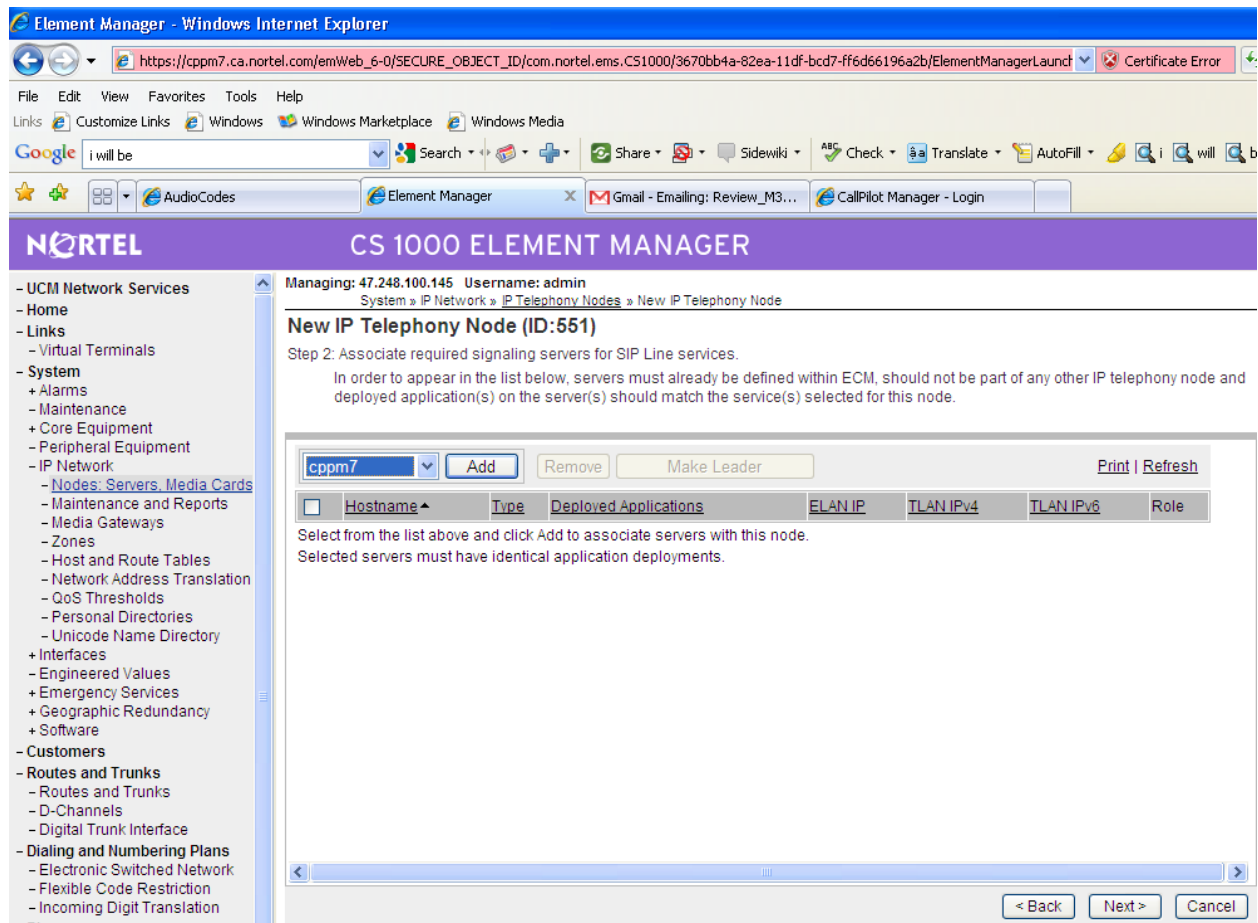 Element Manager - Windows Internet Explorer
https://cppm7.ca.nortel.com/emWeb_6-0/SECURE_OBJECT_ID/com.nortel.ems.CS1000/3670bb4a-82ea-11df-bcd7-ff6d66196a2b/ElementManagerLaunch Certificate Error
File Edit View Favorites Tools Help
Links Customize Links Windows Windows Marketplace Windows Media
Google i will be Search Share Sidewiki Check Translate AutoFill i will b
AudioCodes Element Manager X Gmail - Emailing: Review_M3... CallPilot Manager - Login
NORTEL CS 1000 ELEMENT MANAGER
- UCM Network Services
- Home
- Links
- Virtual Terminals
- System
+ Alarms
- Maintenance
+ Core Equipment
- Peripheral Equipment
- IP Network
- Nodes: Servers, Media Cards
- Maintenance and Reports
- Media Gateways
- Zones
- Host and Route Tables
- Network Address Translation
- QoS Thresholds
- Personal Directories
- Unicode Name Directory
+ Interfaces
- Engineered Values
+ Emergency Services
+ Geographic Redundancy
+ Software
- Customers
- Routes and Trunks
- Routes and Trunks
- D-Channels
- Digital Trunk Interface
- Dialing and Numbering Plans
- Electronic Switched Network
- Flexible Code Restriction
- Incoming Digit Translation
Managing: 47.248.100.145 Username: admin
System » IP Network » IP Telephony Nodes » New IP Telephony Node
New IP Telephony Node (ID:551)
Step 2: Associate required signaling servers for SIP Line services.
In order to appear in the list below, servers must already be defined within ECM, should not be part of any other IP telephony node and
deployed application(s) on the server(s) should match the service(s) selected for this node.
cppm7 Add Remove Make Leader Print | Refresh
Hostname Type Deployed Applications ELAN IP TLAN IPv4 TLAN IPv6 Role
Select from the list above and click Add to associate servers with this node.
Selected servers must have identical application deployments.
< Back Next > Cancel